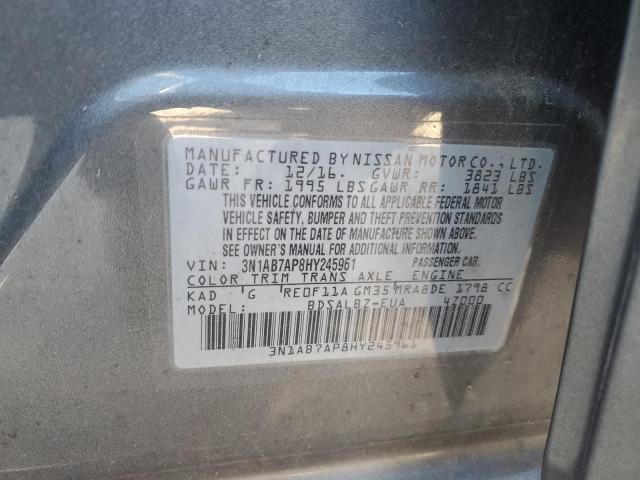 MANUFACTURED BY NISSAN MOTOR CO., LTD.
DATE: 12/16 GVWR: 3823 LBS
GAWR FR: 1995 LBS GAWR RR: 1841 LBS
THIS VEHICLE CONFORMS TO ALL APPLICABLE FEDERAL MOTOR
VEHICLE SAFETY, BUMPER AND THEFT PREVENTION STANDARDS
IN EFFECT ON THE DATE OF MANUFACTURE SHOWN ABOVE.
SEE OWNER'S MANUAL FOR ADDITIONAL INFORMATION.
VIN: 3N1AB7AP8HY245961 PASSENGER CAR.
COLOR TRIM TRANS AXLE ENGINE
KAD 'G 'RE0F11A GM35 MRA8DE 1798 CC
MODEL: BDSALBZ-EUA 4Z000
3N1AB7AP8HY245961